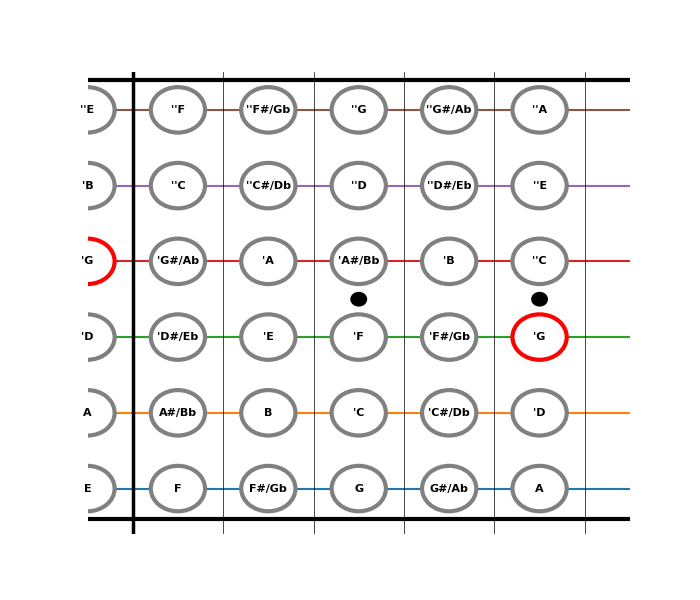 ''E ''F ''F#/Gb ''G ''G#/Ab ''A
'B ''C ''C#/Db ''D ''D#/Eb ''E
'G 'G#/Ab 'A 'A#/Bb 'B ''C
'D 'D#/Eb 'E 'F 'F#/Gb 'G
A A#/Bb B 'C 'C#/Db 'D
E F F#/Gb G G#/Ab A